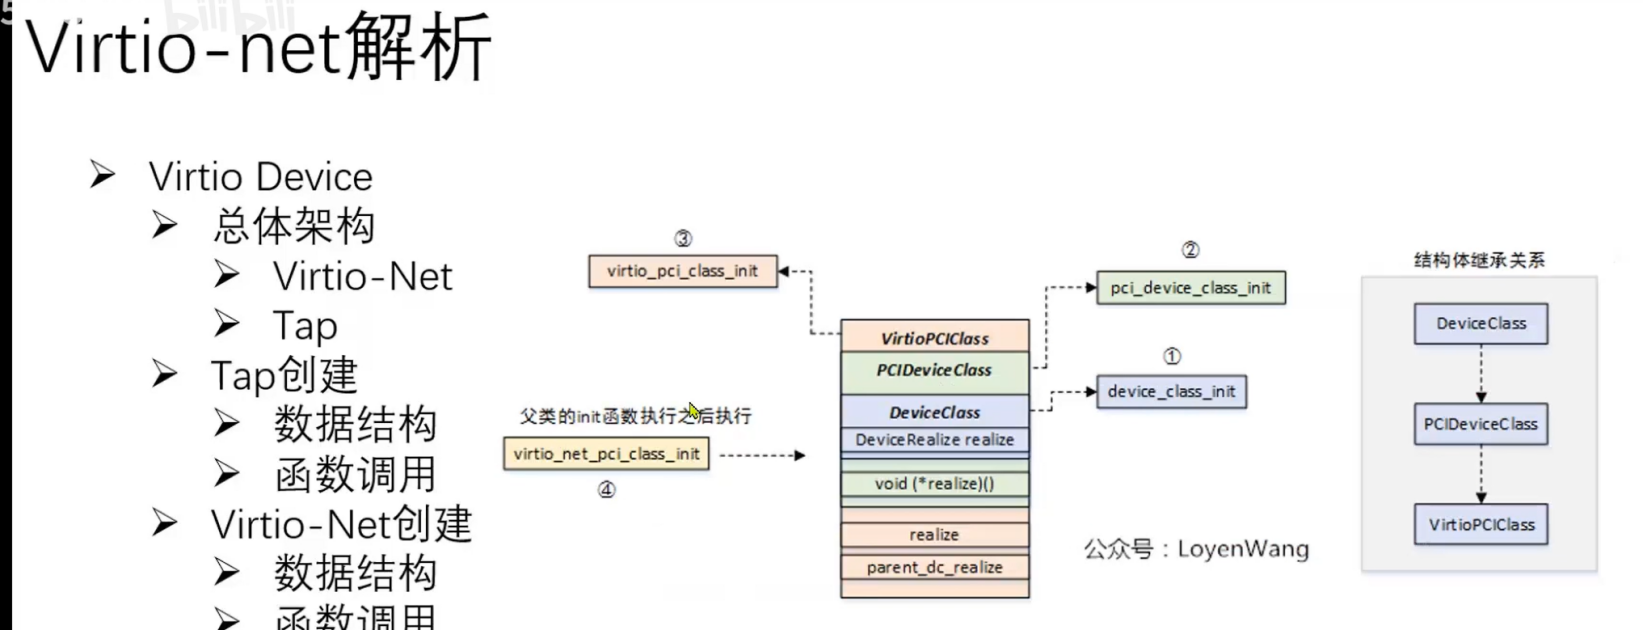 bilibili
Virtio-net解析
Virtio Device
总体架构
Virtio-Net
Tap
Tap创建
数据结构
函数调用
Virtio-Net创建
数据结构
函数调用
③
virtio_pci_class_init
②
pci_device_class_init
①
device_class_init
父类的init函数执行之后执行
virtio_net_pci_class_init
④
VirtioPCIClass
PCIDeviceClass
DeviceClass
DeviceRealize realize
void (*realize)()
realize
parent_dc_realize
公众号：LoyenWang
结构体继承关系
DeviceClass
PCIDeviceClass
VirtioPCIClass